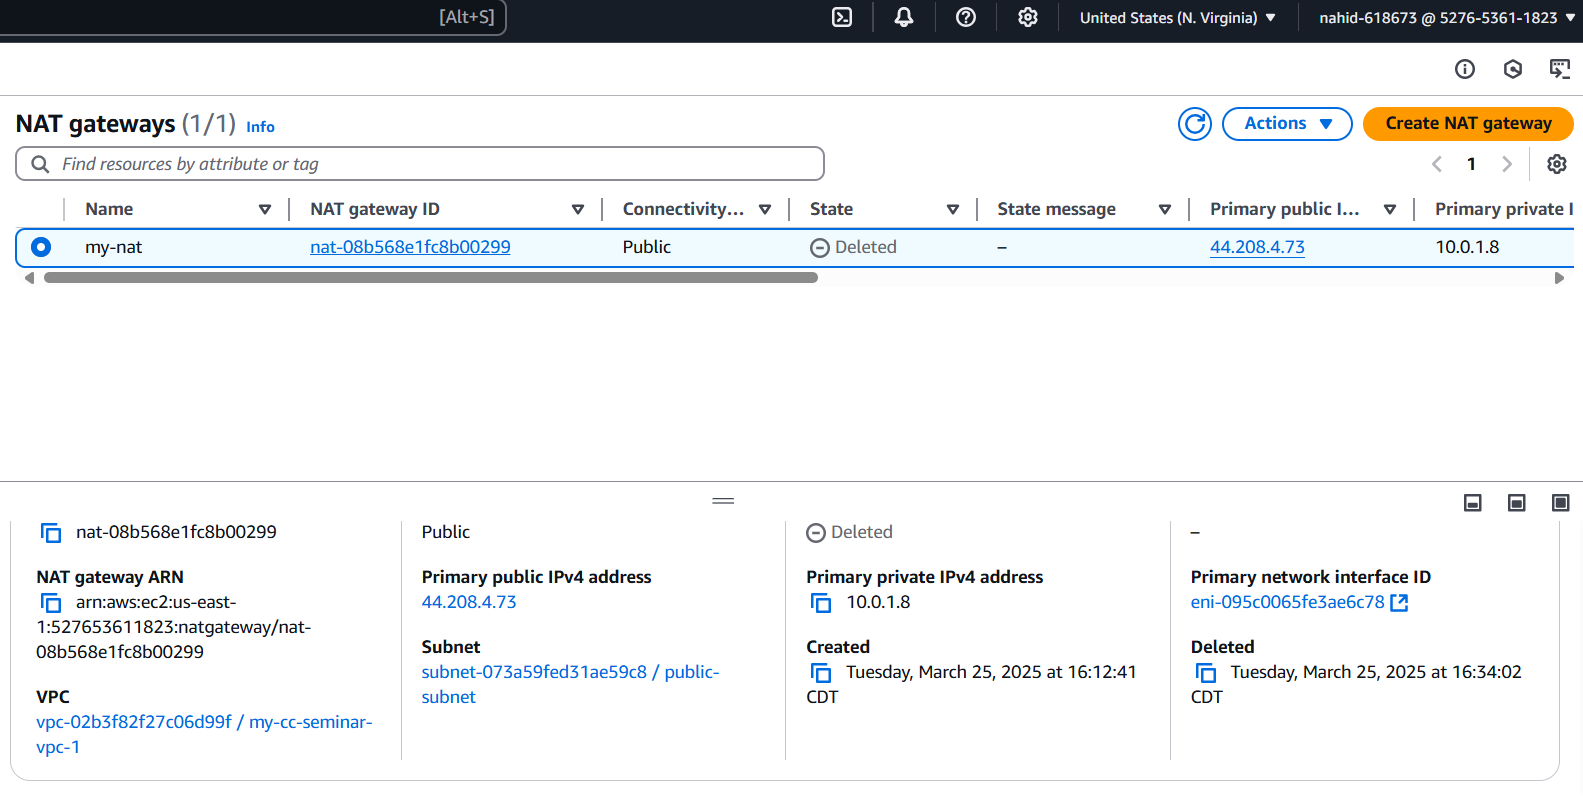 [Alt+S]
United States (N. Virginia)
nahid-618673 @ 5276-5361-1823
NAT gateways (1/1) Info
Actions
Create NAT gateway
Find resources by attribute or tag
1
Name
NAT gateway ID
Connectivity...
State
State message
Primary public I...
Primary private I
my-nat
nat-08b568e1fc8b00299
Public
Deleted
–
44.208.4.73
10.0.1.8
nat-08b568e1fc8b00299
NAT gateway ARN
arn:aws:ec2:us-east-
1:527653611823:natgateway/nat-
08b568e1fc8b00299
VPC
vpc-02b3f82f27c06d99f / my-cc-seminar-
vpc-1
Public
Primary public IPv4 address
44.208.4.73
Subnet
subnet-073a59fed31ae59c8 / public-
subnet
Deleted
Primary private IPv4 address
10.0.1.8
Created
Tuesday, March 25, 2025 at 16:12:41
CDT
–
Primary network interface ID
eni-095c0065fe3ae6c78
Deleted
Tuesday, March 25, 2025 at 16:34:02
CDT